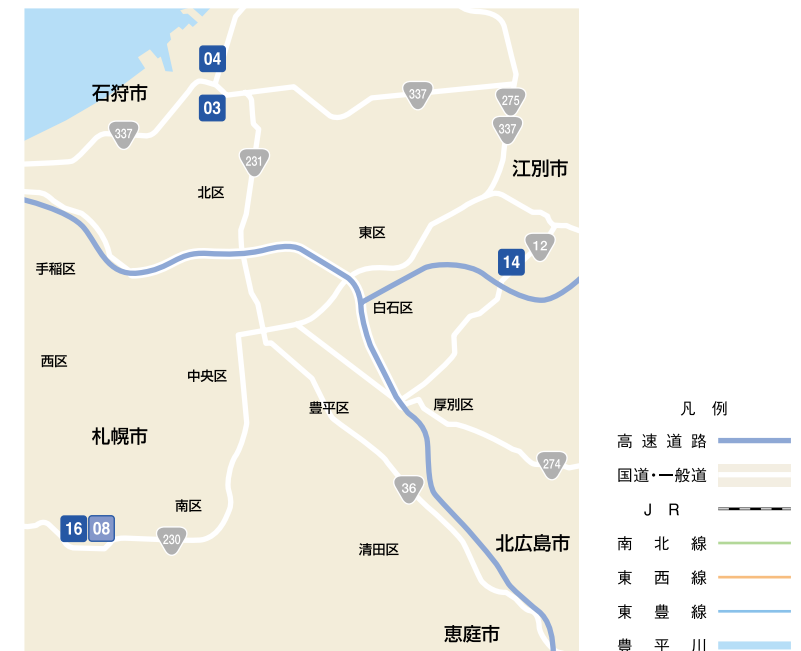 04
石狩市
337
03
275
337
337
231
江別市
北区
東区
12
14
手稲区
白石区
西区
中央区
豊平区
厚別区
札幌市
274
36
南区
16 08
230
清田区
北広島市
恵庭市
凡 例
高速道路
国道・一般道
J R
南北線
東西線
東豊線
豊平川